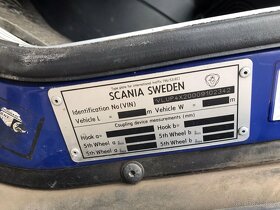 SCANIA SWEDEN
Identification No(VIN) VLUP4X20009102342
Vehicle L = m Vehicle W = m
Coupling device measurements (mm)
Hook a= Hook b=
5th Wheel a 5th Wheel b
5th Wheel a 5th Wheel b